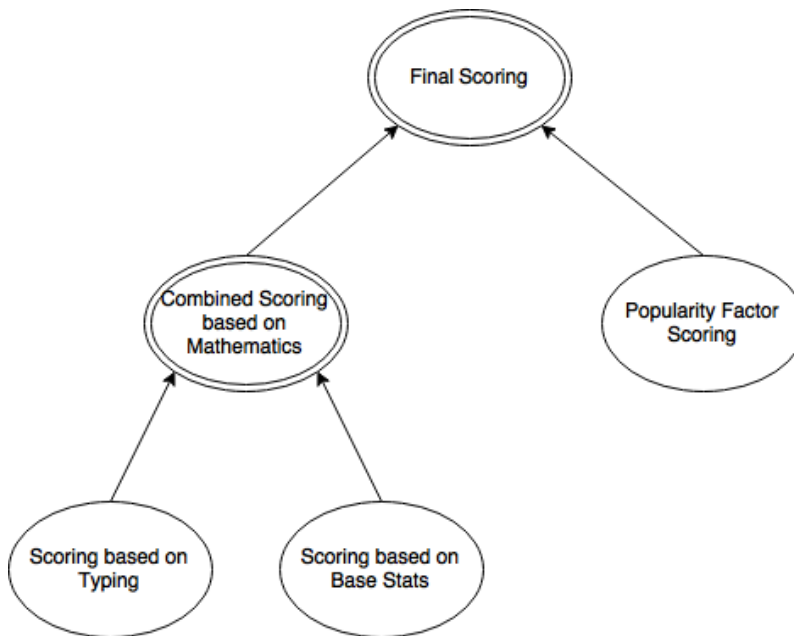 Final Scoring
Combined Scoring
based on
Mathematics
Popularity Factor
Scoring
Scoring based on
Typing
Scoring based on
Base Stats